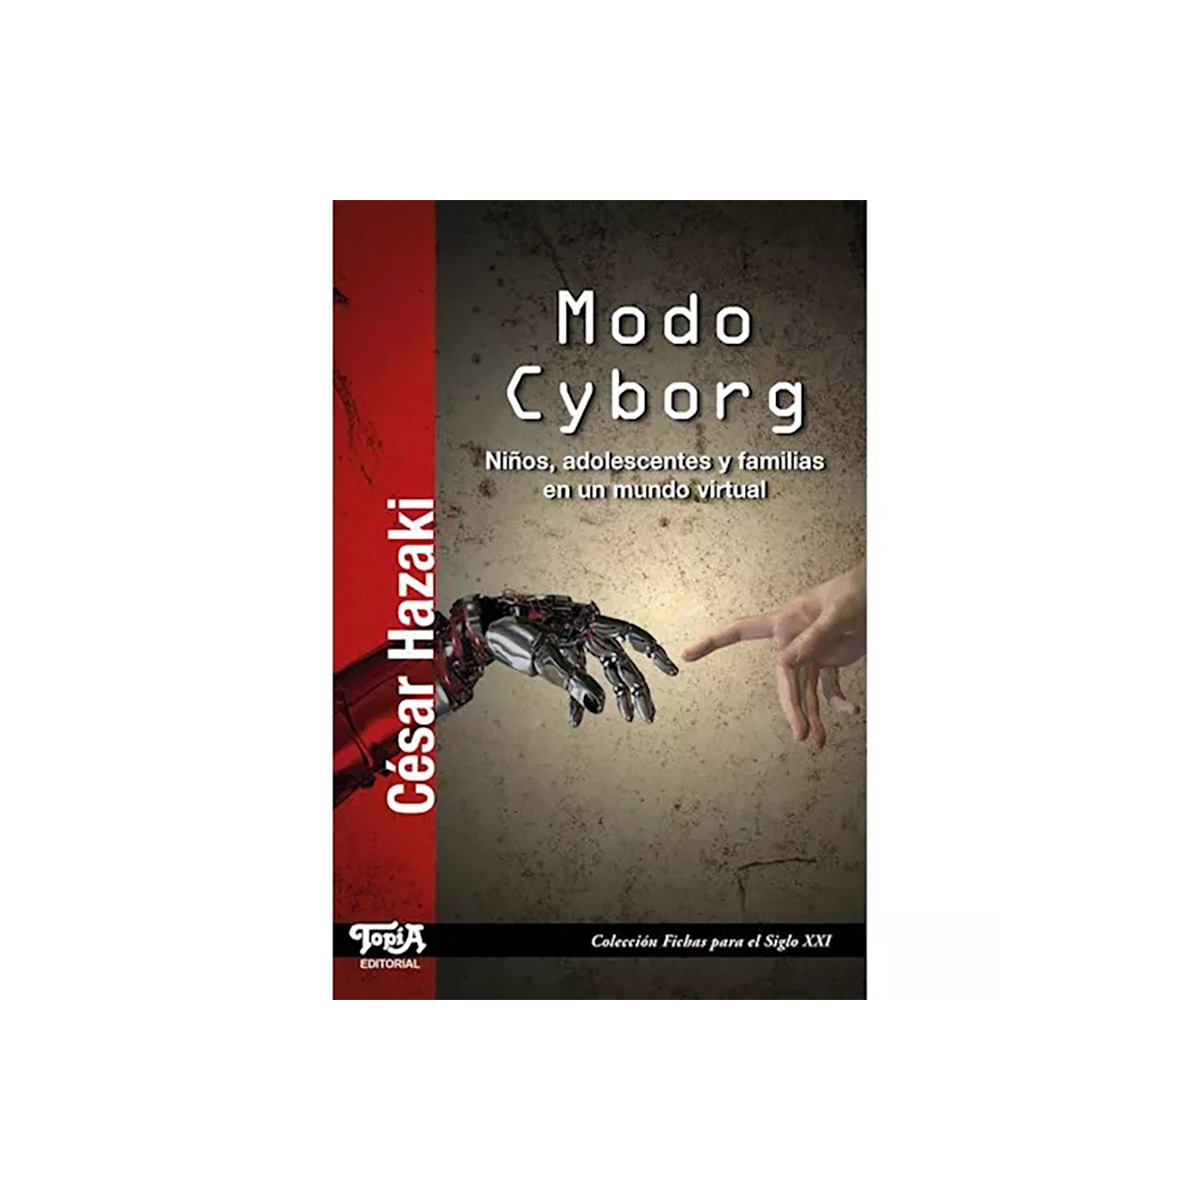 Modo
Cyborg
Niños, adolescentes y familias
en un mundo virtual
César Hazaki
TopíA
EDITORIAL
Colección Fichas para el Siglo XXI